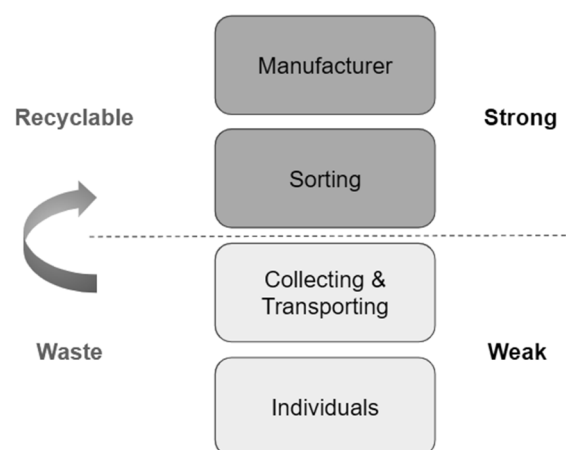 Manufacturer
Recyclable
Strong
Sorting
Collecting &
Transporting
Waste
Weak
Individuals